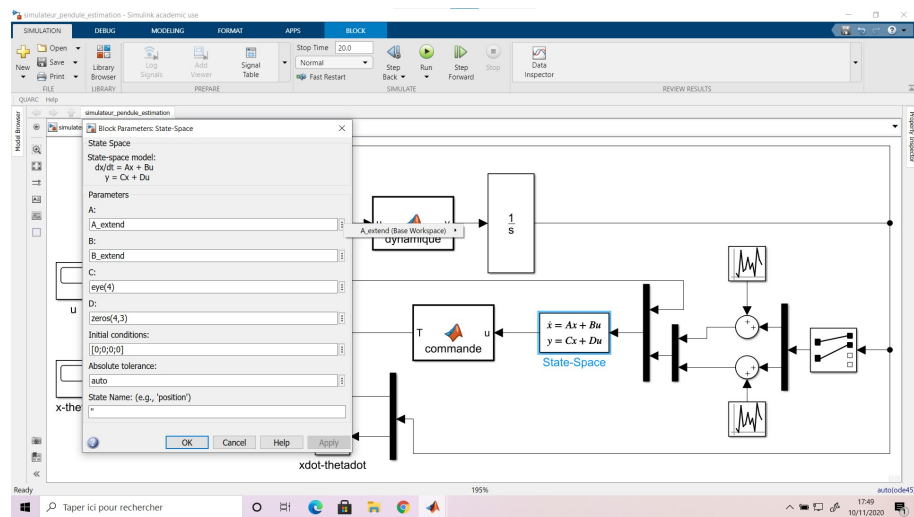 simulateur_pendule_estimation - Simulink academic use
SIMULATION DEBUG MODELING FORMAT APPS BLOCK
New
Open
Save
Print
FILE
Library
Browser
LIBRARY
Log
Signals
Add
Viewer
Signal
Table
PREPARE
Stop Time 20.0
Normal
Fast Restart
Step
Back
Run
Step
Forward
Stop
SIMULATE
Data
Inspector
REVIEW RESULTS
QUARC Help
Model Browser
simulateur_pendule_estimation
simulate
Property Inspector
Block Parameters: State-Space
State Space
State-space model:
dx/dt = Ax + Bu
y = Cx + Du
Parameters
A:
A_extend
B:
B_extend
C:
eye(4)
D:
zeros(4,3)
Initial conditions:
[0;0;0;0]
Absolute tolerance:
auto
State Name: (e.g., 'position')
''
OK Cancel Help Apply
A_extend (Base Workspace)
dynamique
1
s
u
T u
commande
ẋ = Ax + Bu
y = Cx + Du
State-Space
x-the
xdot-thetadot
Ready 195% auto(ode45
Taper ici pour rechercher
17:49
10/11/2020